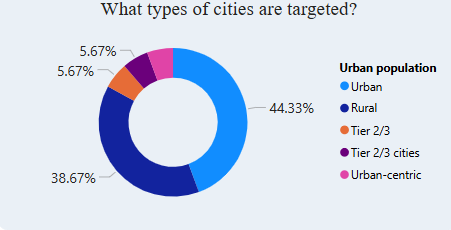 What types of cities are targeted?
5.67%
5.67%
44.33%
38.67%
Urban population
Urban
Rural
Tier 2/3
Tier 2/3 cities
Urban-centric